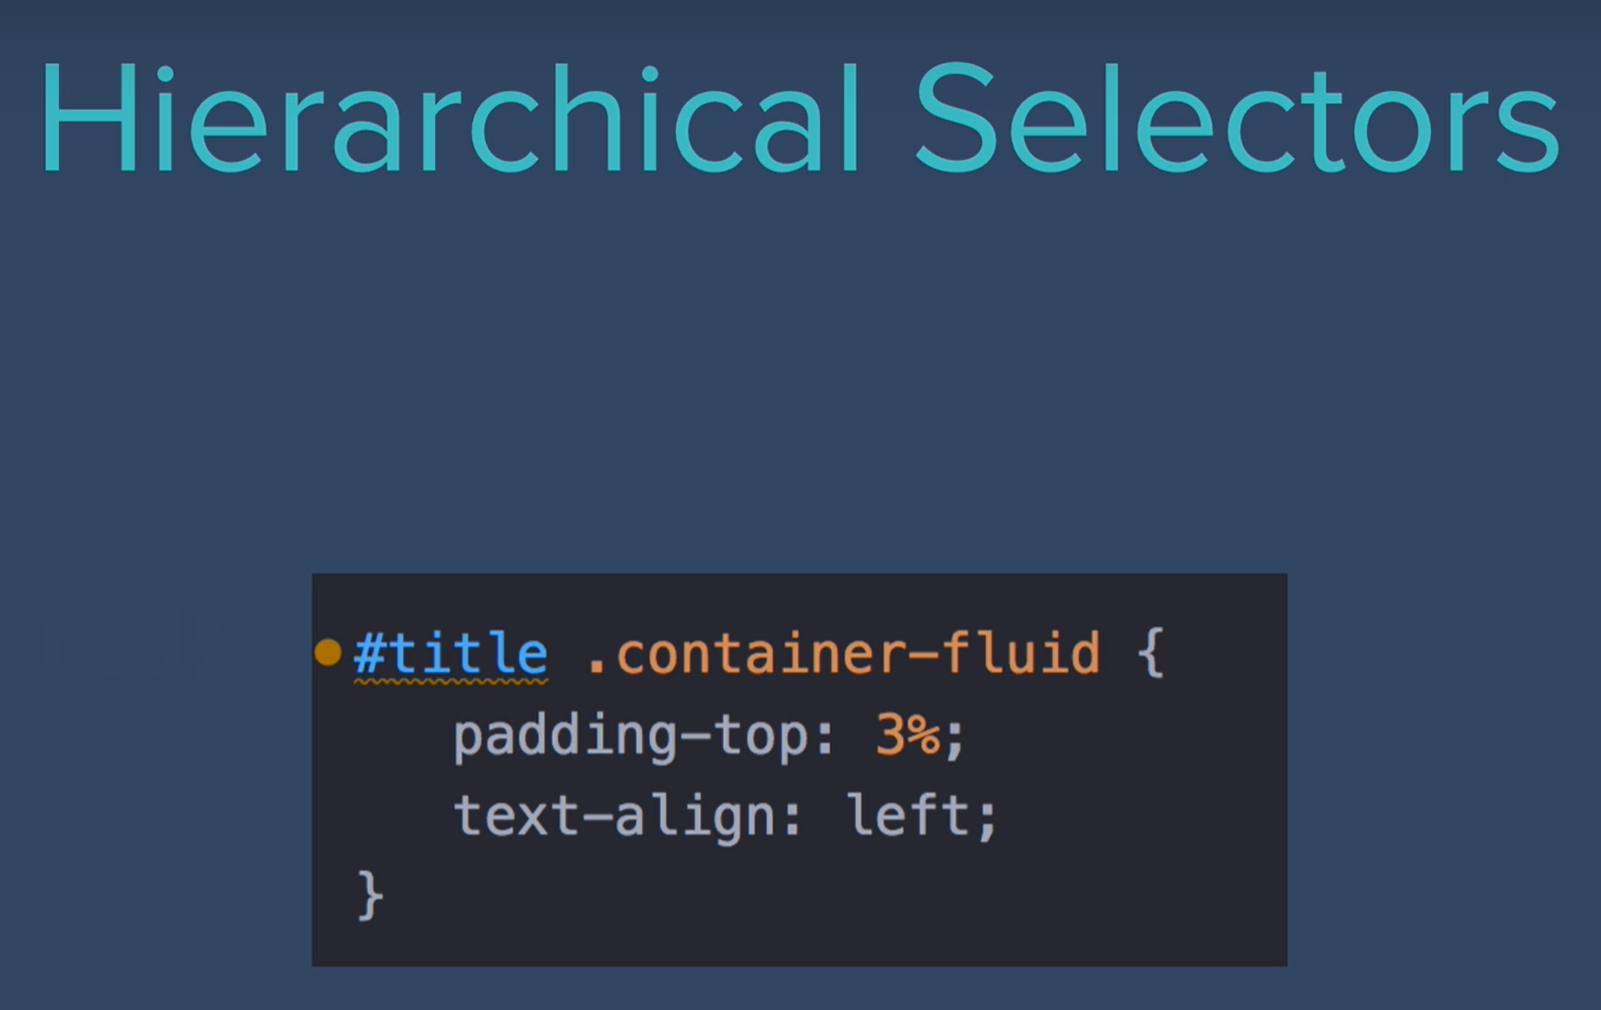 Hierarchical Selectors
#title .container-fluid {
padding-top: 3%;
text-align: left;
}